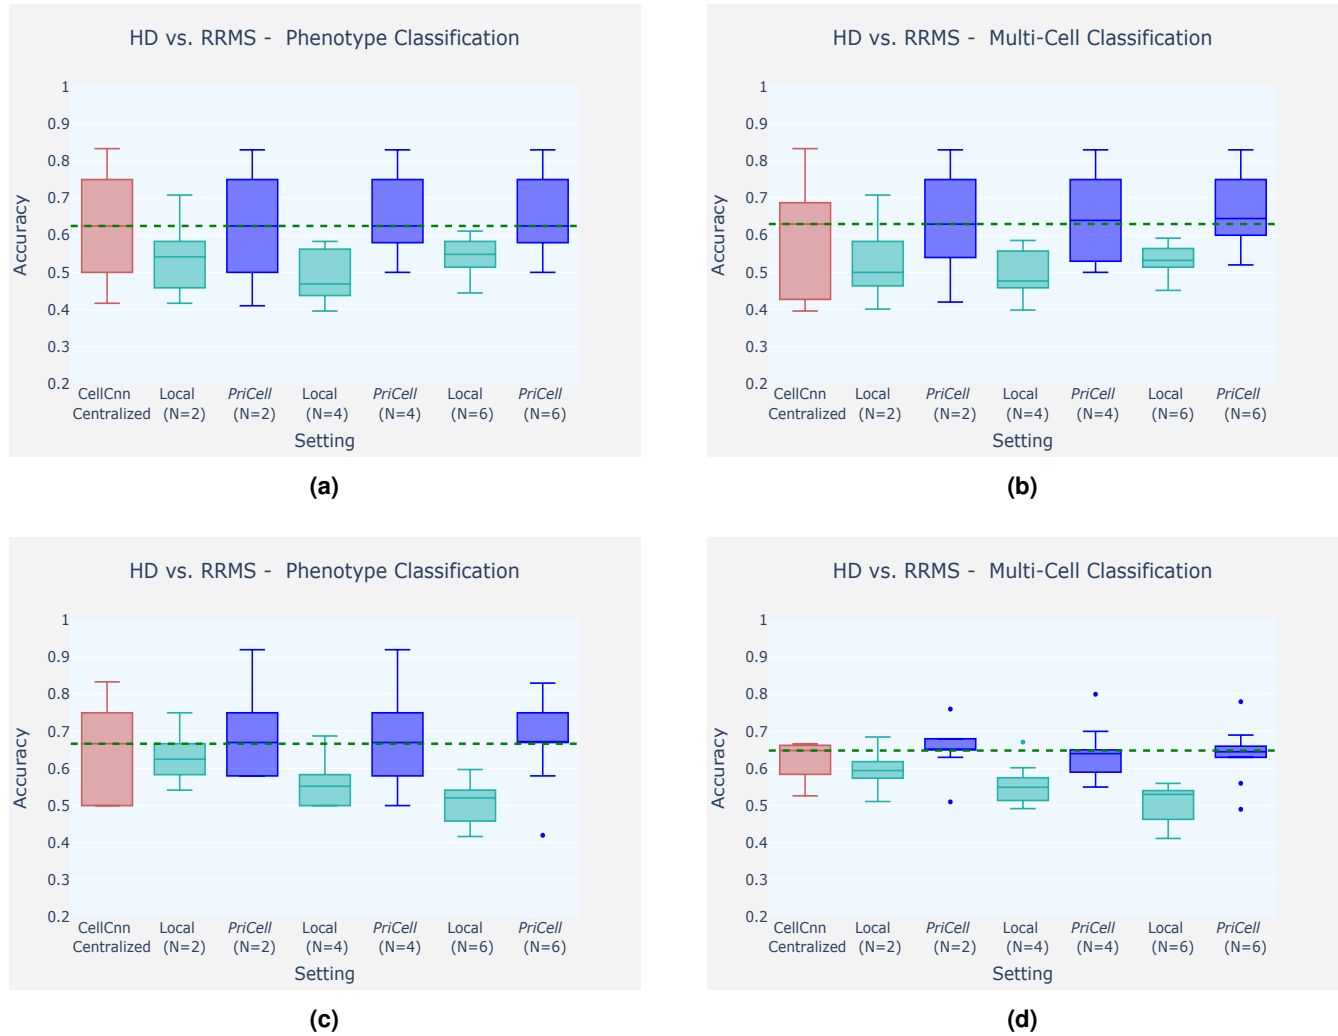 HD vs. RRMS - Phenotype Classification
1
0.9
0.8
0.7
0.6
0.5
0.4
0.3
0.2
Accuracy
CellCnn Local PriCell Local PriCell Local PriCell
Centralized (N=2) (N=2) (N=4) (N=4) (N=6) (N=6)
Setting
(a)
HD vs. RRMS - Multi-Cell Classification
1
0.9
0.8
0.7
0.6
0.5
0.4
0.3
0.2
Accuracy
CellCnn Local PriCell Local PriCell Local PriCell
Centralized (N=2) (N=2) (N=4) (N=4) (N=6) (N=6)
Setting
(b)
HD vs. RRMS - Phenotype Classification
1
0.9
0.8
0.7
0.6
0.5
0.4
0.3
0.2
Accuracy
CellCnn Local PriCell Local PriCell Local PriCell
Centralized (N=2) (N=2) (N=4) (N=4) (N=6) (N=6)
Setting
(c)
HD vs. RRMS - Multi-Cell Classification
1
0.9
0.8
0.7
0.6
0.5
0.4
0.3
0.2
Accuracy
CellCnn Local PriCell Local PriCell Local PriCell
Centralized (N=2) (N=2) (N=4) (N=4) (N=6) (N=6)
Setting
(d)